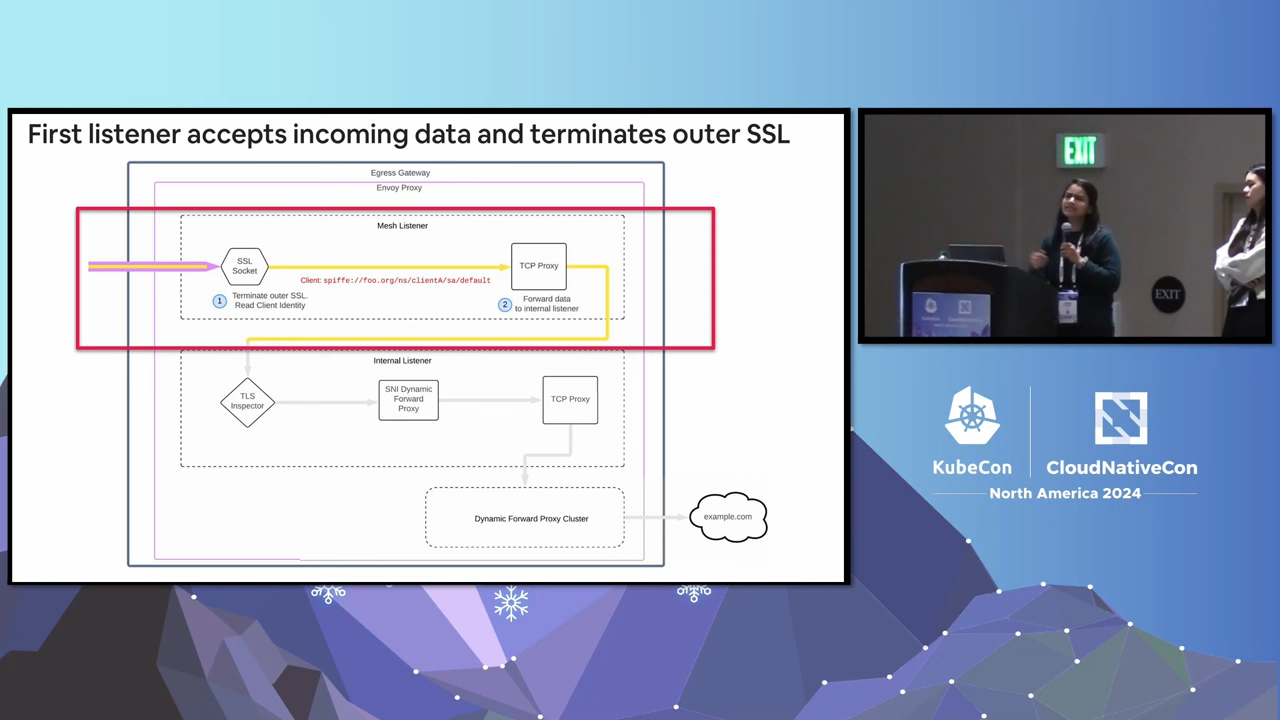 First listener accepts incoming data and terminates outer SSL
Egress Gateway
Envoy Proxy
Mesh Listener
SSL
Socket
Client: spiffe://foo.org/ns/clientA/sa/default
TCP Proxy
1
Terminate outer SSL.
Read Client Identity
2
Forward data
to internal listener
Internal Listener
TLS
Inspector
SNI Dynamic
Forward
Proxy
TCP Proxy
Dynamic Forward Proxy Cluster
example.com
EXIT
EXIT
KubeCon
CloudNativeCon
North America 2024